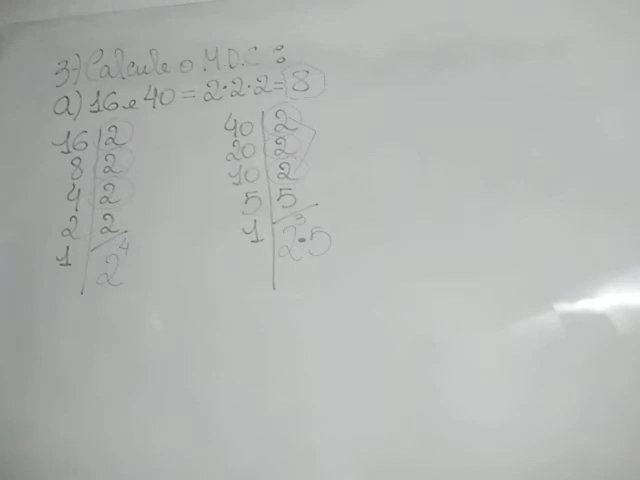 3-) Calcule o M.D.C :
a) 16 e 40 = 2·2·2 = 8
16 | 2
8 | 2
4 | 2
2 | 2
1 | 2⁴
40 | 2
20 | 2
10 | 2
5 | 5
1 | 2³·5